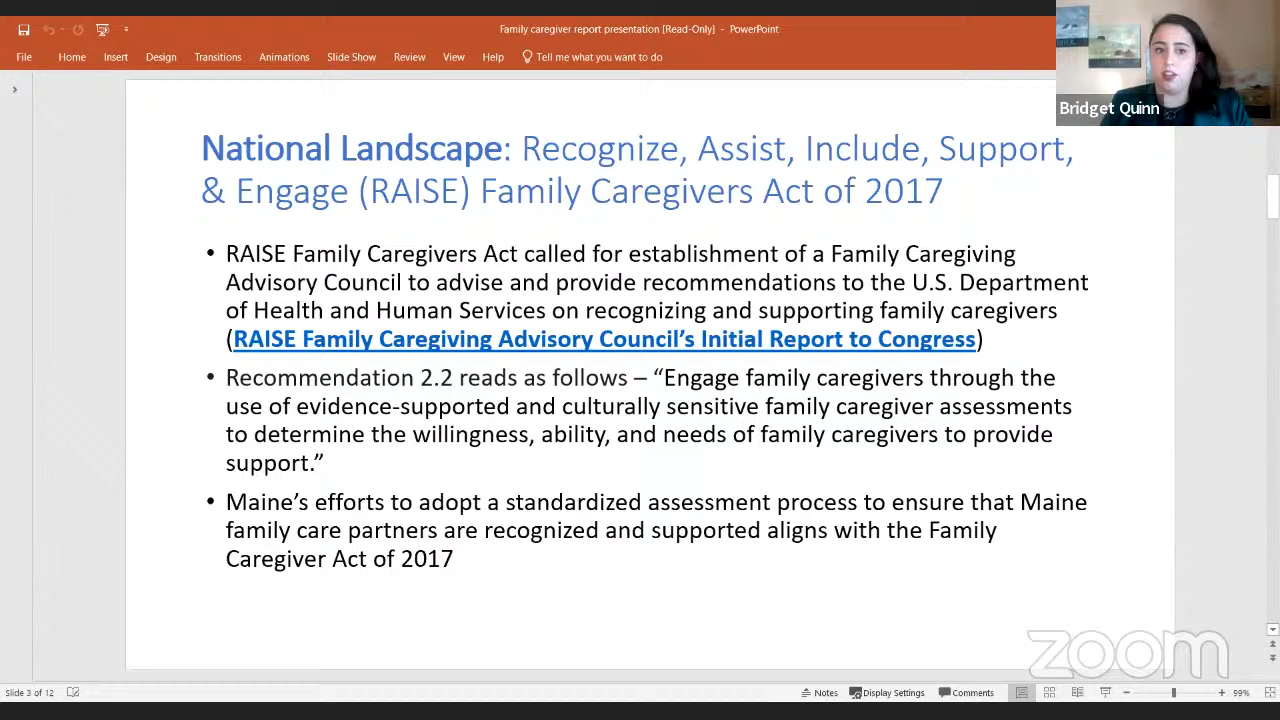 Family caregiver report presentation [Read-Only] - PowerPoint
File Home Insert Design Transitions Animations Slide Show Review View Help Tell me what you want to do
Bridget Quinn
National Landscape: Recognize, Assist, Include, Support,
& Engage (RAISE) Family Caregivers Act of 2017
• RAISE Family Caregivers Act called for establishment of a Family Caregiving
Advisory Council to advise and provide recommendations to the U.S. Department
of Health and Human Services on recognizing and supporting family caregivers
(RAISE Family Caregiving Advisory Council’s Initial Report to Congress)
• Recommendation 2.2 reads as follows – “Engage family caregivers through the
use of evidence-supported and culturally sensitive family caregiver assessments
to determine the willingness, ability, and needs of family caregivers to provide
support.”
• Maine’s efforts to adopt a standardized assessment process to ensure that Maine
family care partners are recognized and supported aligns with the Family
Caregiver Act of 2017
zoom
Slide 3 of 12 Notes Display Settings Comments 99%